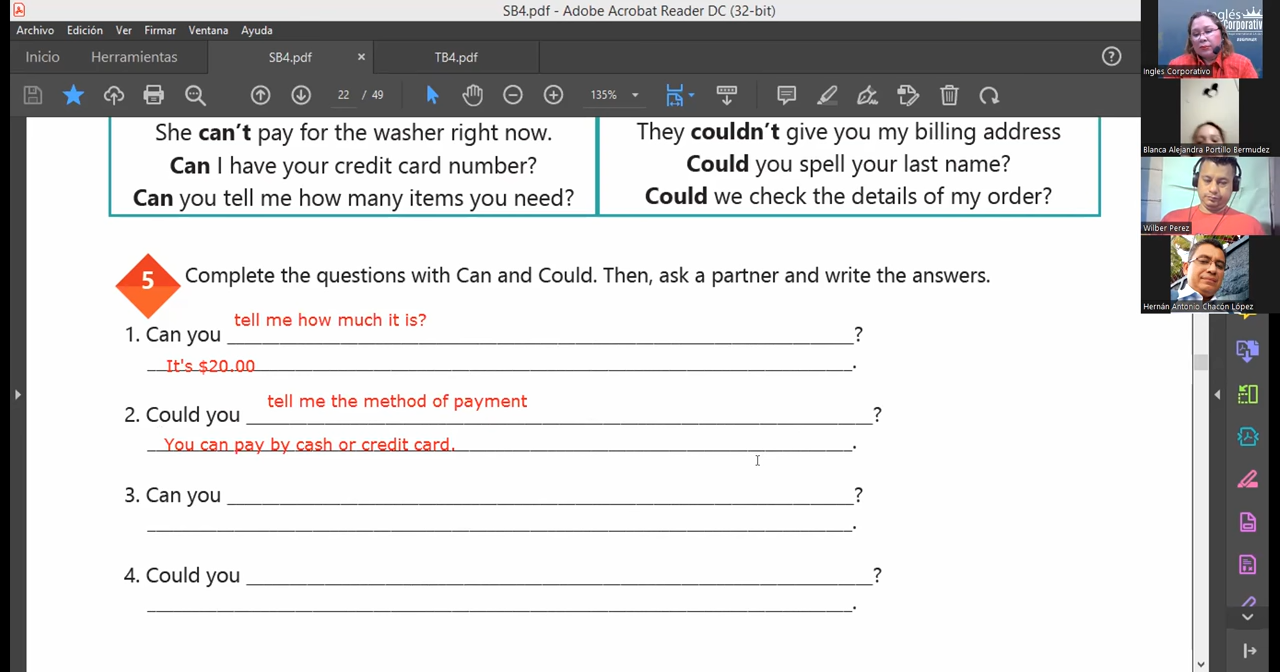 SB4.pdf - Adobe Acrobat Reader DC (32-bit)
Archivo Edición Ver Firmar Ventana Ayuda
Inicio Herramientas SB4.pdf × TB4.pdf
22 / 49 135%
She can't pay for the washer right now.
Can I have your credit card number?
Can you tell me how many items you need?
They couldn't give you my billing address
Could you spell your last name?
Could we check the details of my order?
5 Complete the questions with Can and Could. Then, ask a partner and write the answers.
tell me how much it is?
1. Can you ?
It's $20.00 .
tell me the method of payment
2. Could you ?
You can pay by cash or credit card. .
3. Can you ?
.
4. Could you ?
.
Inglés
Corporativo
Ingles Corporativo
Blanca Alejandra Portillo Bermudez
Wilber Perez
Hernán Antonio Chacón López